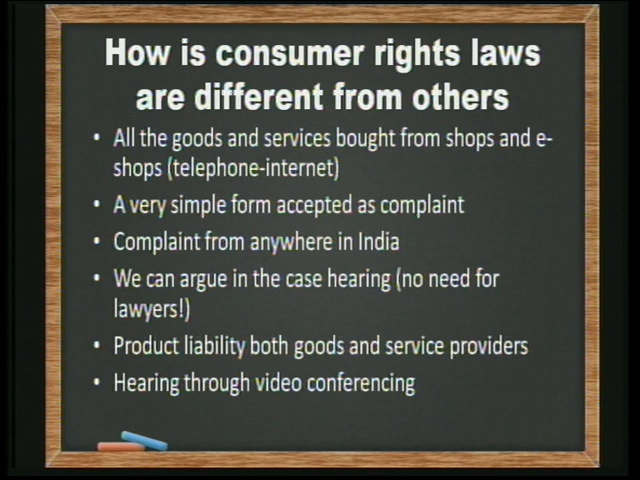 How is consumer rights laws
are different from others
• All the goods and services bought from shops and e-
shops (telephone-internet)
• A very simple form accepted as complaint
• Complaint from anywhere in India
• We can argue in the case hearing (no need for
lawyers!)
• Product liability both goods and service providers
• Hearing through video conferencing